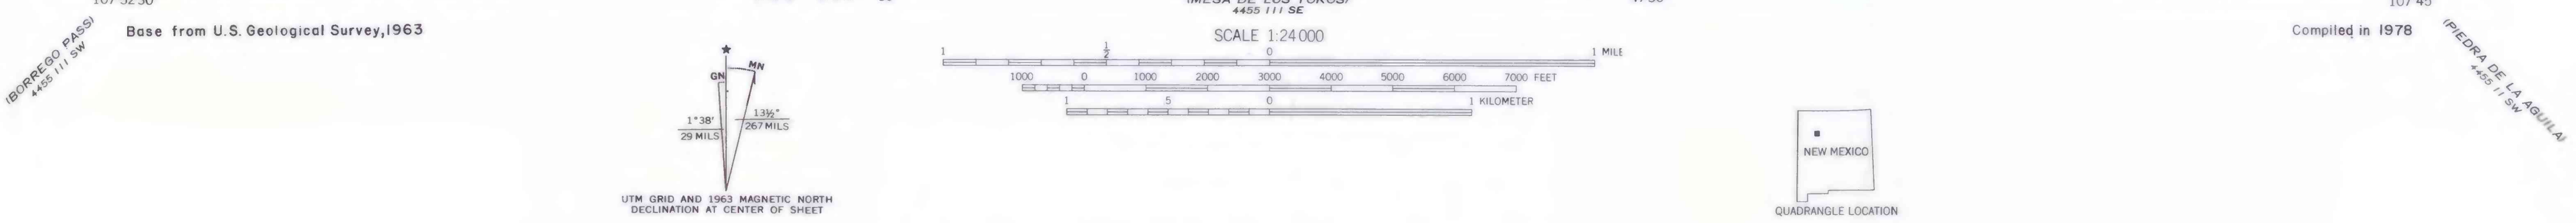 (BORREGO PASS)
4455 III SW
Base from U.S. Geological Survey, 1963
4455 III SE
SCALE 1:24 000
1 ½ 0 1 MILE
1000 0 1000 2000 3000 4000 5000 6000 7000 FEET
1 5 0 1 KILOMETER
★
GN MN
1°38' 13½°
29 MILS 267 MILS
UTM GRID AND 1963 MAGNETIC NORTH
DECLINATION AT CENTER OF SHEET
NEW MEXICO
QUADRANGLE LOCATION
Compiled in 1978
(PIEDRA DE LA AGUILA)
4455 II SW